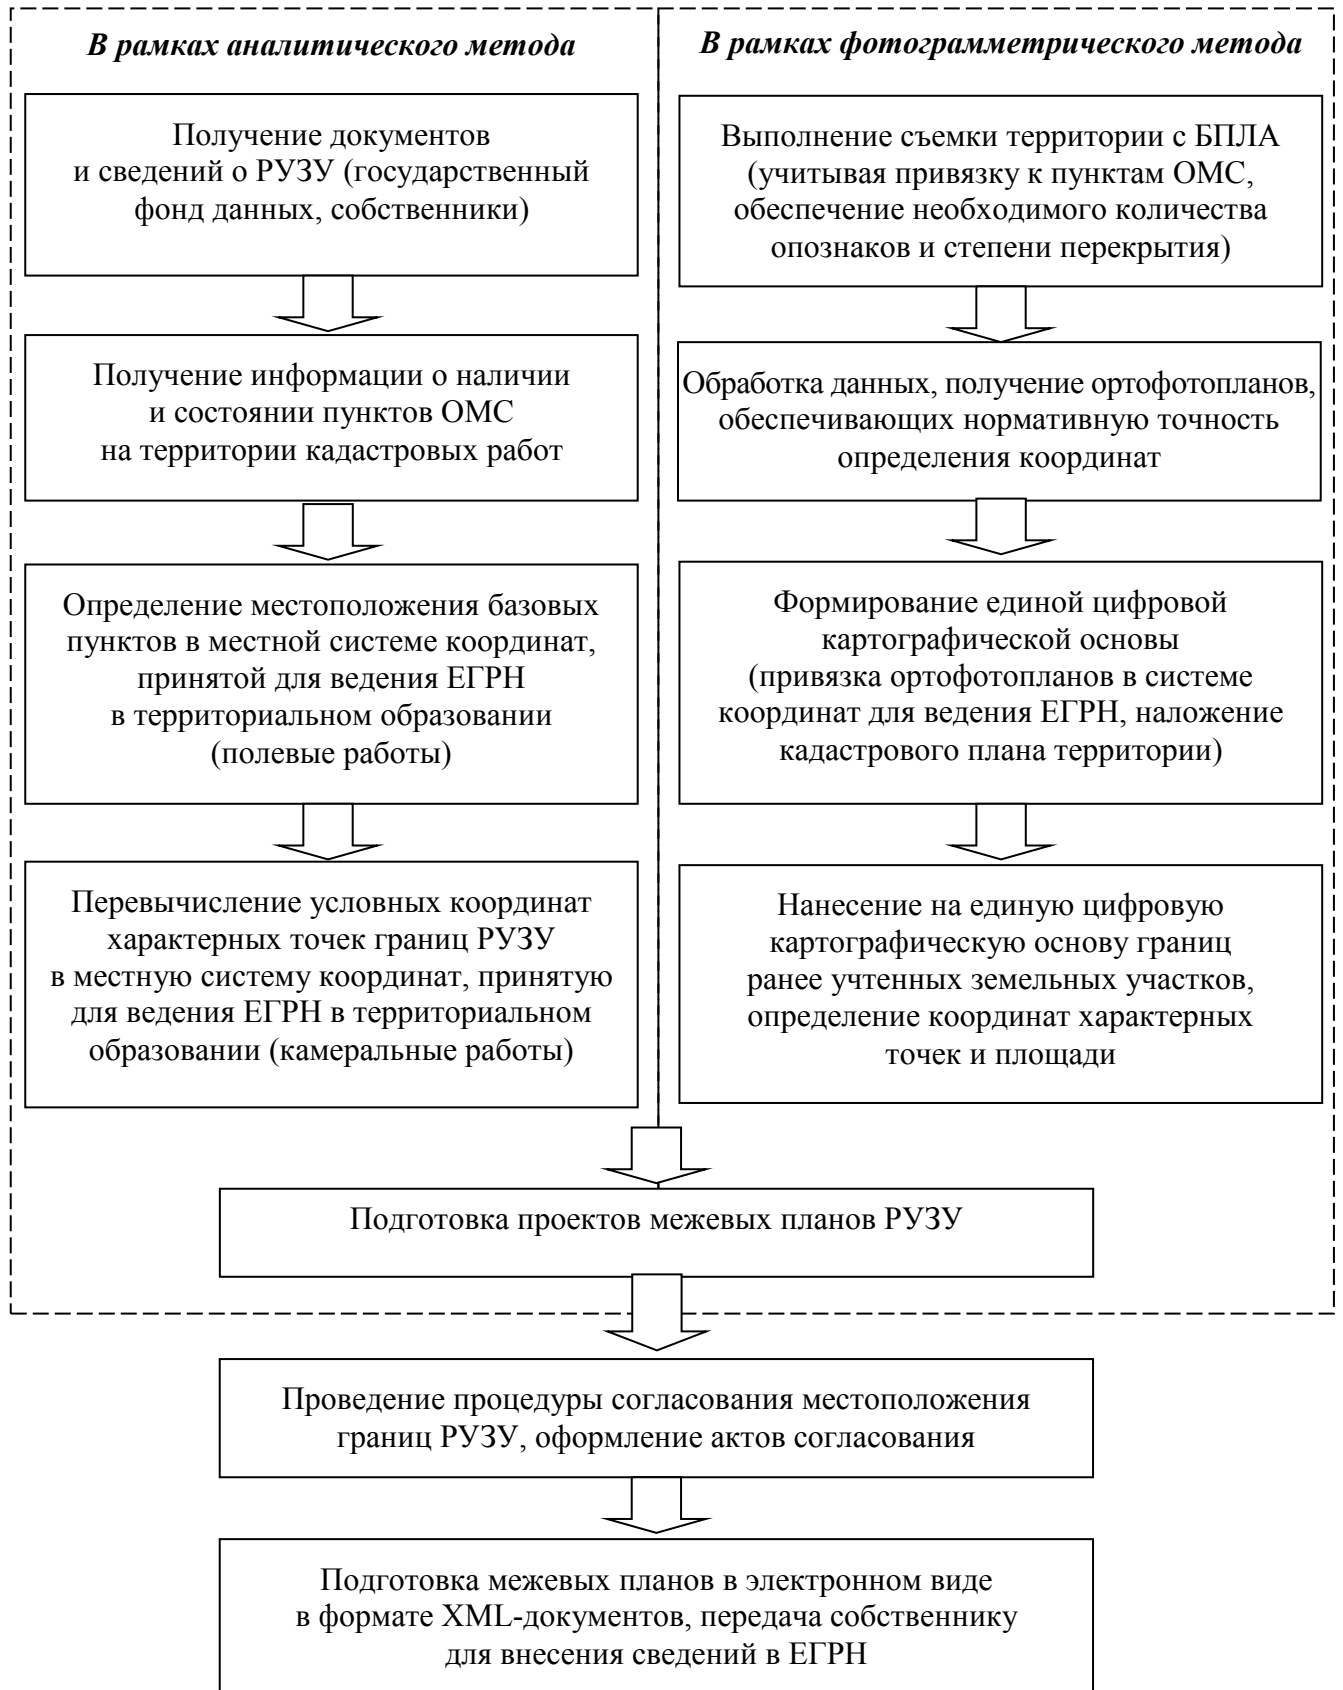 В рамках аналитического метода
Получение документов
и сведений о РУЗУ (государственный
фонд данных, собственники)
Получение информации о наличии
и состоянии пунктов ОМС
на территории кадастровых работ
Определение местоположения базовых
пунктов в местной системе координат,
принятой для ведения ЕГРН
в территориальном образовании
(полевые работы)
Перевычисление условных координат
характерных точек границ РУЗУ
в местную систему координат, принятую
для ведения ЕГРН в территориальном
образовании (камеральные работы)
В рамках фотограмметрического метода
Выполнение съемки территории с БПЛА
(учитывая привязку к пунктам ОМС,
обеспечение необходимого количества
опознаков и степени перекрытия)
Обработка данных, получение ортофотопланов,
обеспечивающих нормативную точность
определения координат
Формирование единой цифровой
картографической основы
(привязка ортофотопланов в системе
координат для ведения ЕГРН, наложение
кадастрового плана территории)
Нанесение на единую цифровую
картографическую основу границ
ранее учтенных земельных участков,
определение координат характерных
точек и площади
Подготовка проектов межевых планов РУЗУ
Проведение процедуры согласования местоположения
границ РУЗУ, оформление актов согласования
Подготовка межевых планов в электронном виде
в формате XML-документов, передача собственнику
для внесения сведений в ЕГРН